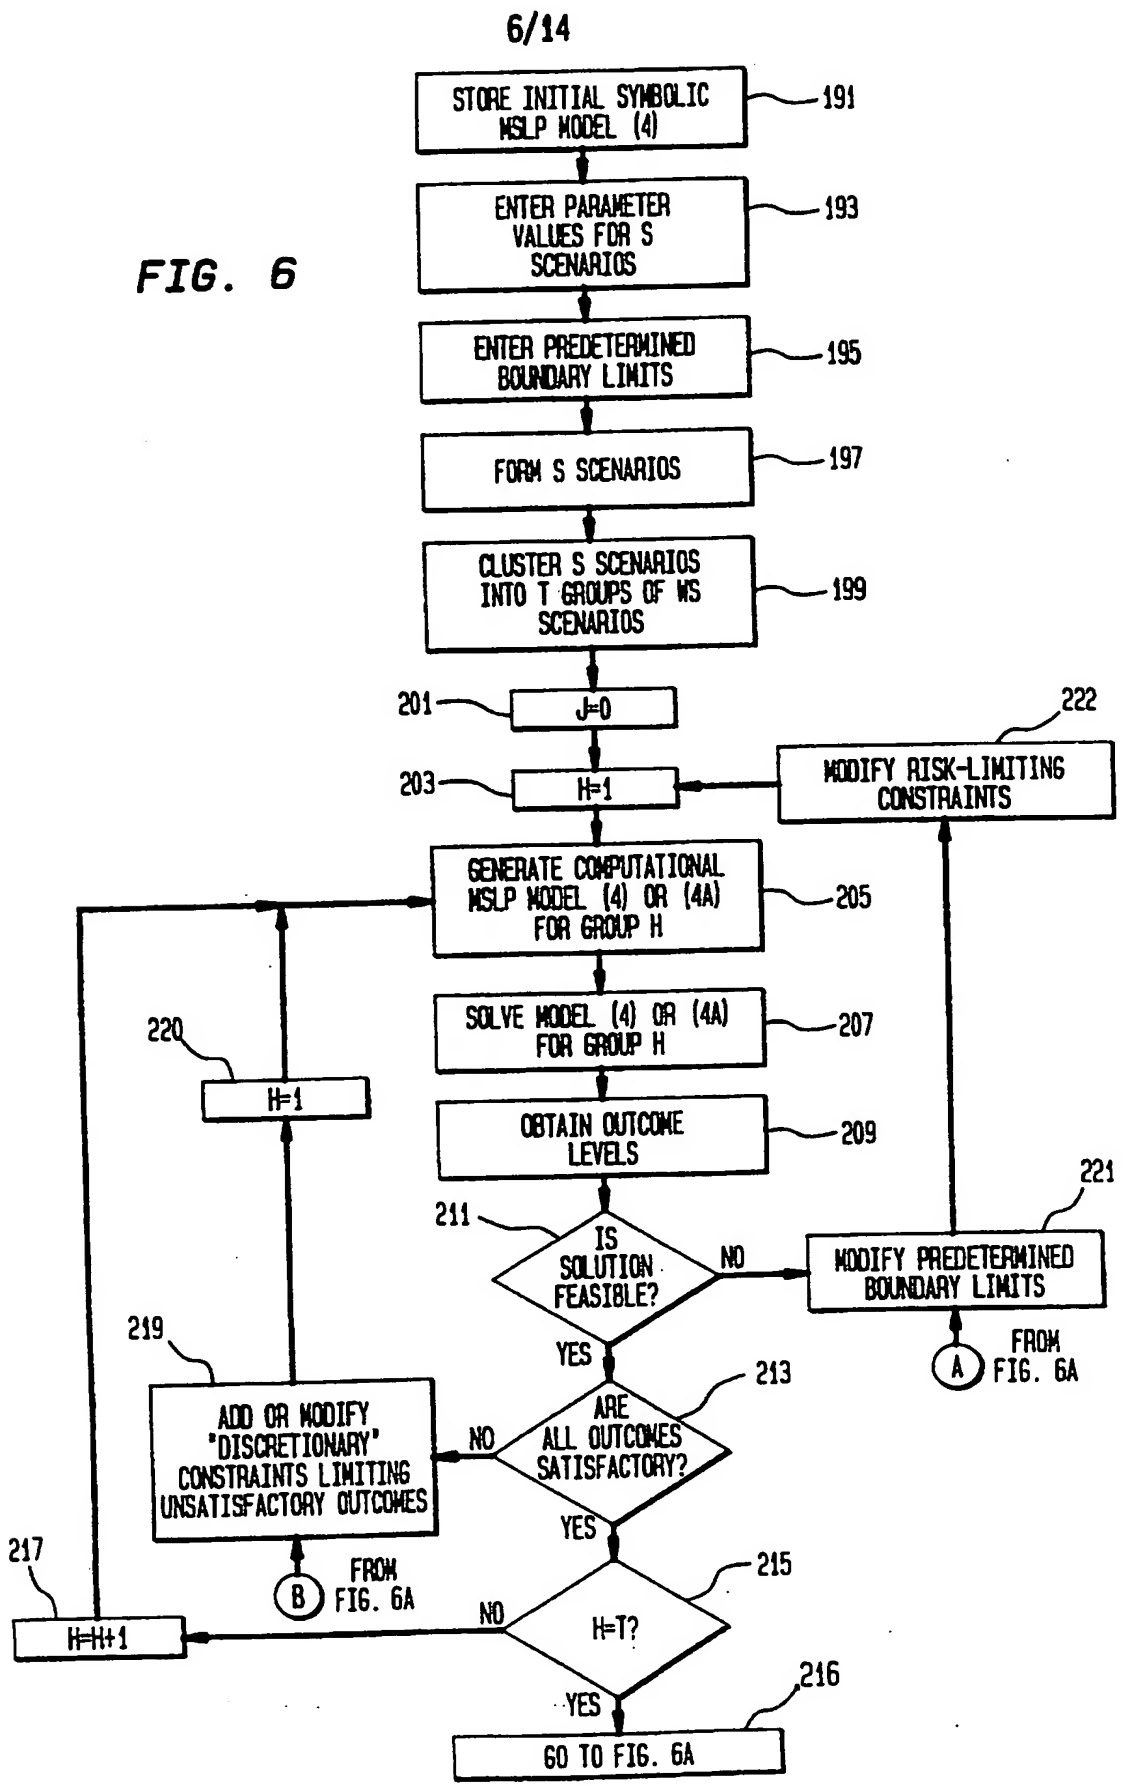 6/14
STORE INITIAL SYMBOLIC
MSLP MODEL (4)
191
ENTER PARAMETER
VALUES FOR S
SCENARIOS
193
FIG. 6
ENTER PREDETERMINED
BOUNDARY LIMITS
195
FORM S SCENARIOS
197
CLUSTER S SCENARIOS
INTO T GROUPS OF WS
SCENARIOS
199
201
J=0
222
203
H=1
MODIFY RISK-LIMITING
CONSTRAINTS
GENERATE COMPUTATIONAL
MSLP MODEL (4) OR (4A)
FOR GROUP H
205
SOLVE MODEL (4) OR (4A)
FOR GROUP H
207
220
H=1
OBTAIN OUTCOME
LEVELS
209
211
IS
SOLUTION
FEASIBLE?
NO
YES
221
MODIFY PREDETERMINED
BOUNDARY LIMITS
A
FROM
FIG. 6A
219
ADD OR MODIFY
"DISCRETIONARY"
CONSTRAINTS LIMITING
UNSATISFACTORY OUTCOMES
NO
ARE
ALL OUTCOMES
SATISFACTORY?
213
YES
B
FROM
FIG. 6A
217
H=H+1
NO
H=T?
215
YES
216
GO TO FIG. 6A